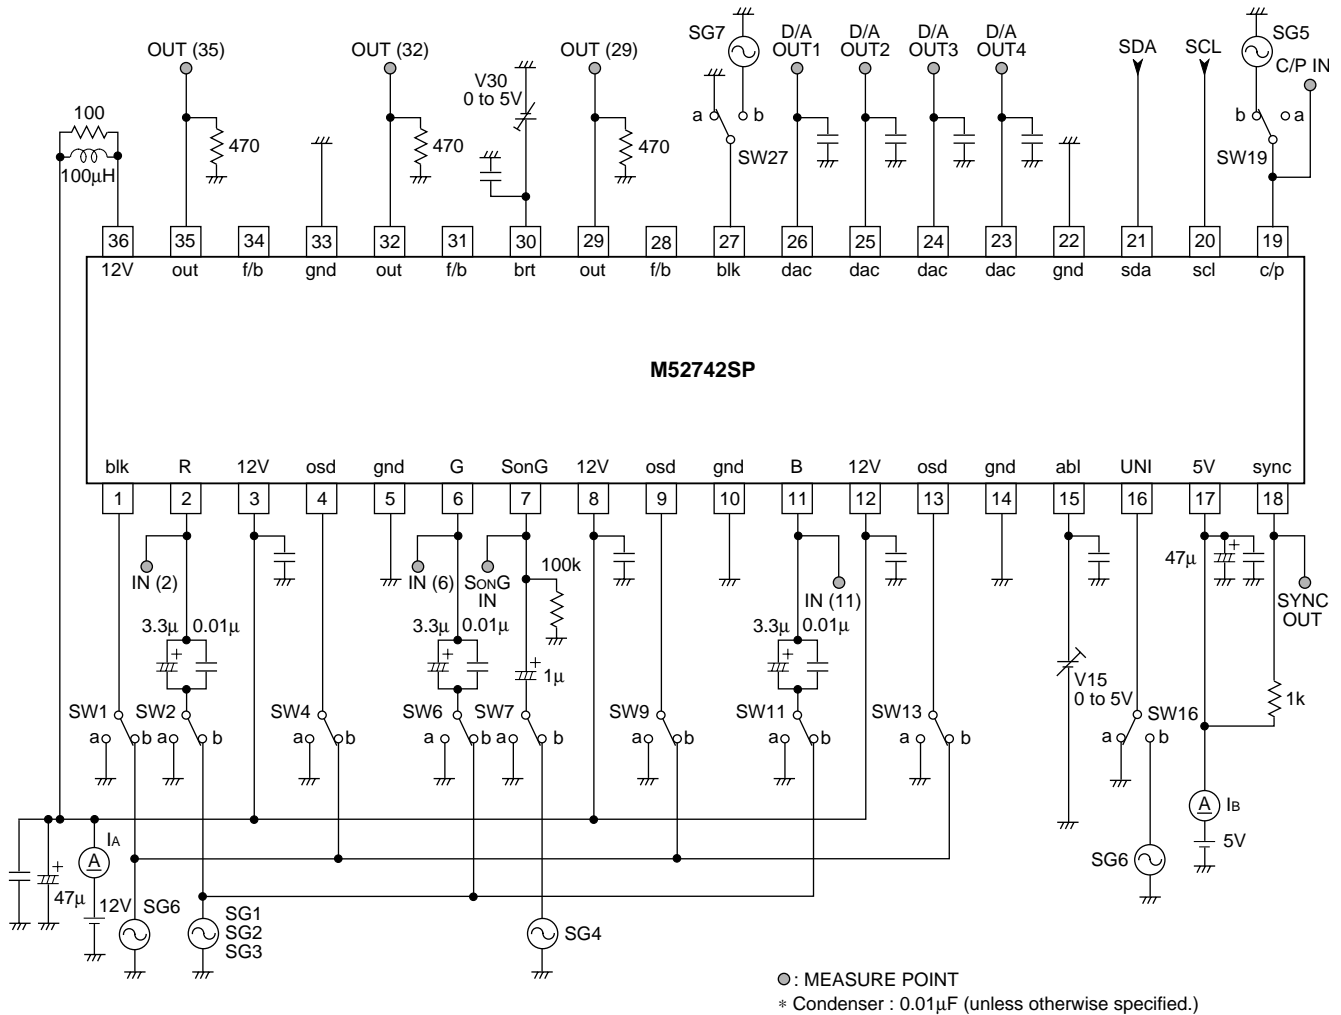 SG7 D/A D/A D/A D/A SG5
OUT (35) OUT (32) OUT (29) OUT1 OUT2 OUT3 OUT4 SDA SCL C/P IN
V30
0 to 5V
100
a b b a
470 470 470 SW27 SW19
100μH
36 35 34 33 32 31 30 29 28 27 26 25 24 23 22 21 20 19
12V out f/b gnd out f/b brt out f/b blk dac dac dac dac gnd sda scl c/p
M52742SP
blk R 12V osd gnd G SonG 12V osd gnd B 12V osd gnd abl UNI 5V sync
1 2 3 4 5 6 7 8 9 10 11 12 13 14 15 16 17 18
47μ +
100k
IN (2) IN (6) SONG IN IN (11) SYNC OUT
3.3μ 0.01μ 3.3μ 0.01μ 3.3μ 0.01μ
+ + + +
1μ V15
0 to 5V
1k
SW1 SW2 SW4 SW6 SW7 SW9 SW11 SW13 SW16
a b a b a b a b a b a b a b a b a b
IA A IB A
+
47μ 12V 5V
SG6 SG1 SG6
SG2 SG4
SG3
: MEASURE POINT
* Condenser : 0.01μF (unless otherwise specified.)